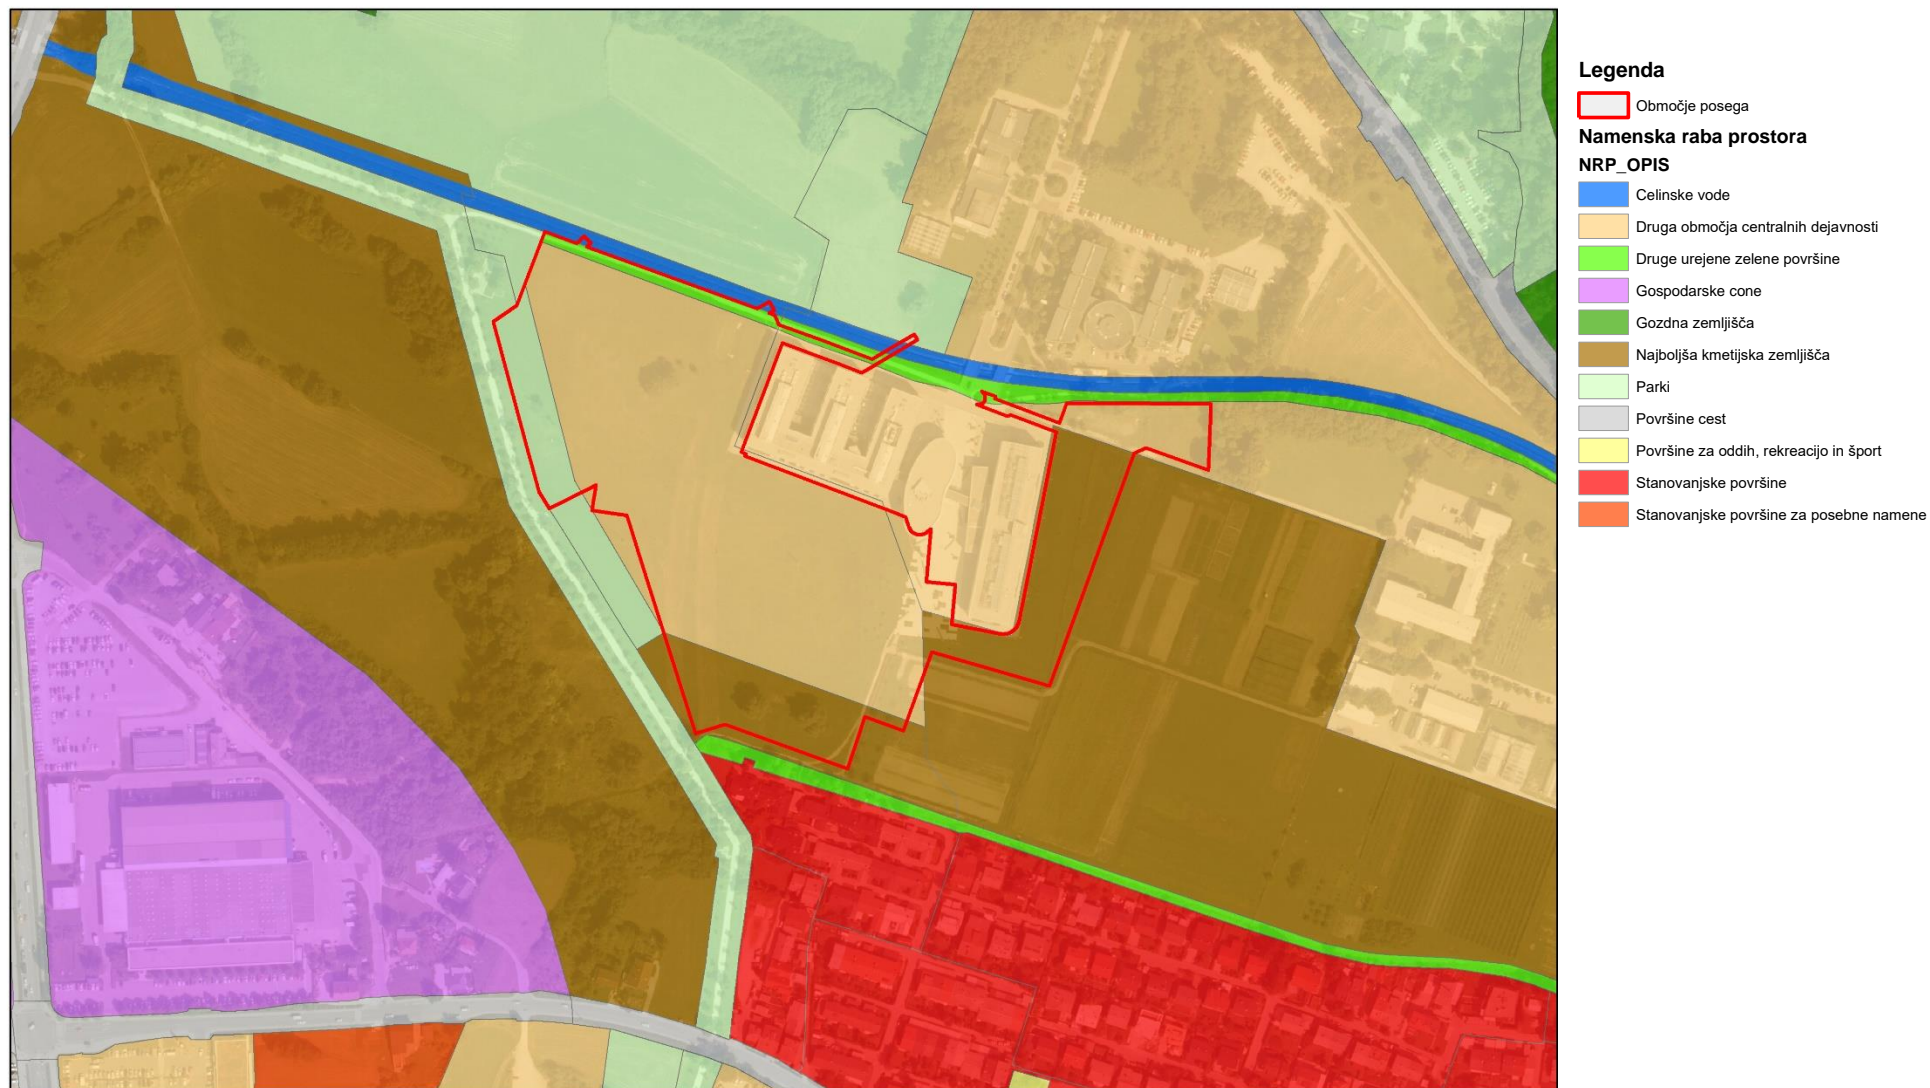 Legenda
Območje posega
Namenska raba prostora
NRP_OPIS
Celinske vode
Druga območja centralnih dejavnosti
Druge urejene zelene površine
Gospodarske cone
Gozdna zemljišča
Najboljša kmetijska zemljišča
Parki
Površine cest
Površine za oddih, rekreacijo in šport
Stanovanjske površine
Stanovanjske površine za posebne namene